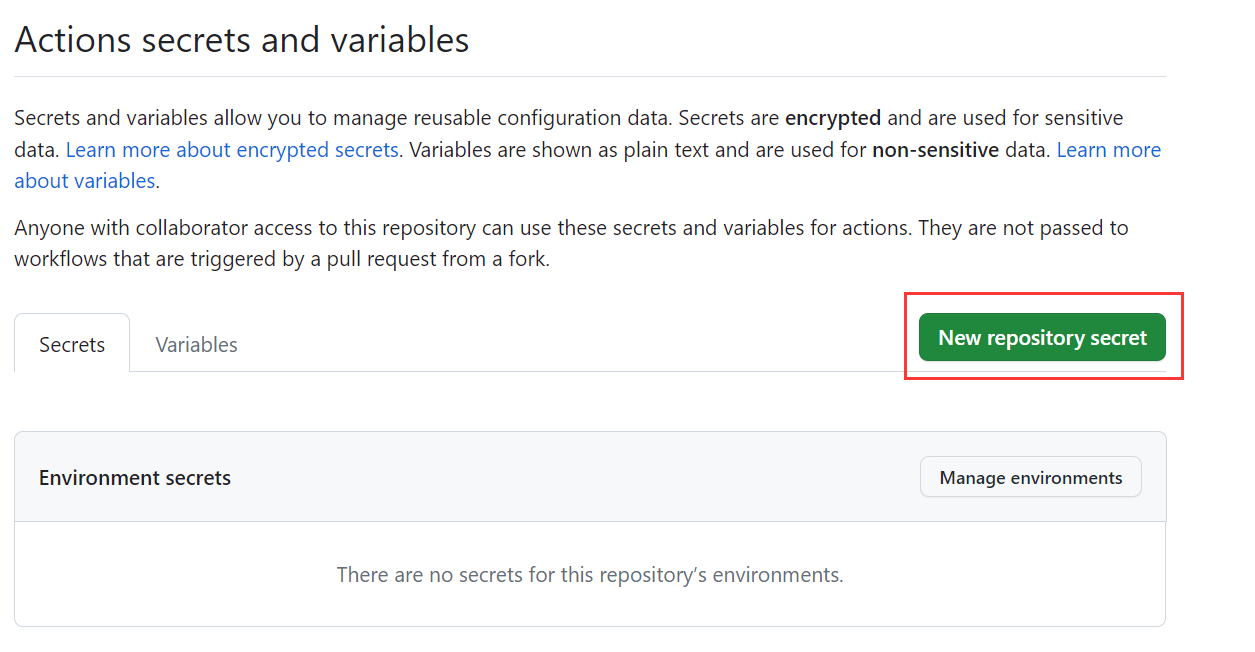 Actions secrets and variables
Secrets and variables allow you to manage reusable configuration data. Secrets are encrypted and are used for sensitive
data. Learn more about encrypted secrets. Variables are shown as plain text and are used for non-sensitive data. Learn more
about variables.
Anyone with collaborator access to this repository can use these secrets and variables for actions. They are not passed to
workflows that are triggered by a pull request from a fork.
Secrets
Variables
New repository secret
Environment secrets
Manage environments
There are no secrets for this repository’s environments.